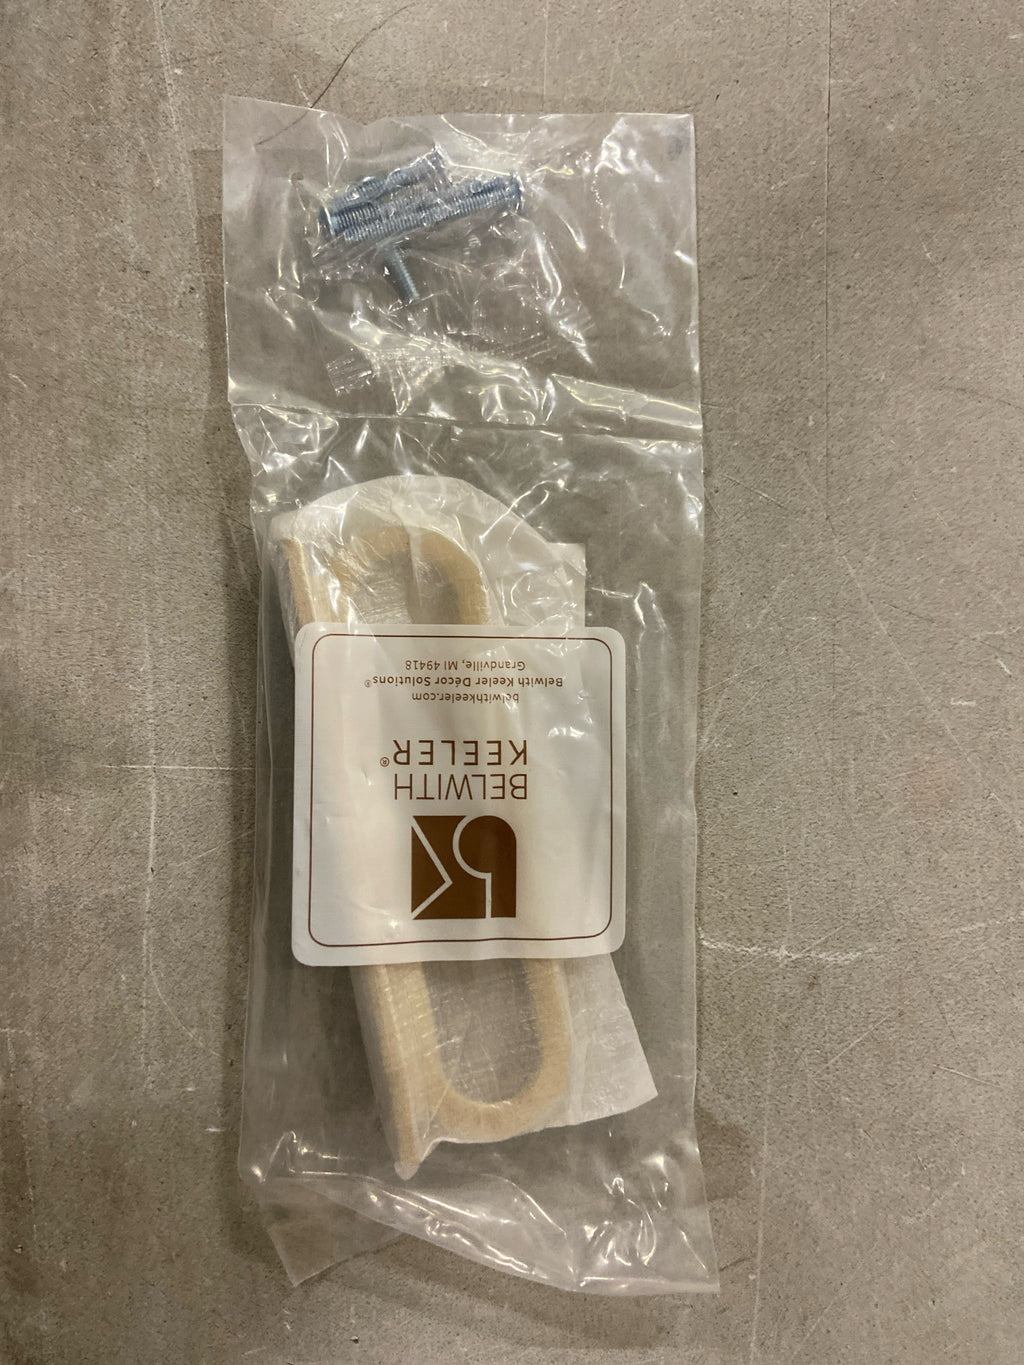 BELWITH
KEELER®
belwithkeeler.com
Belwith Keeler Décor Solutions®
Grandville, MI 49418